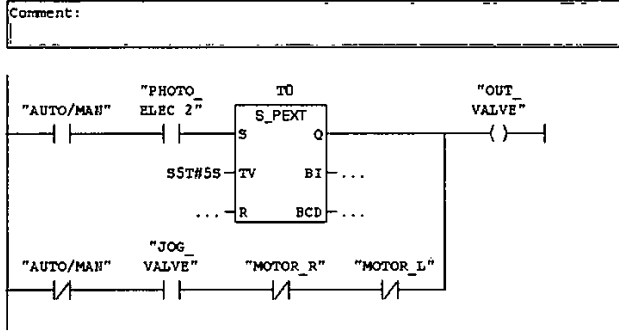 Comment:
"PHOTO_ T0 "OUT_
"AUTO/MAN" ELEC 2" VALVE"
S_PEXT
S Q
S5T#5S TV BI ...
... R BCD ...
"JOG_
"AUTO/MAN" VALVE" "MOTOR_R" "MOTOR_L"